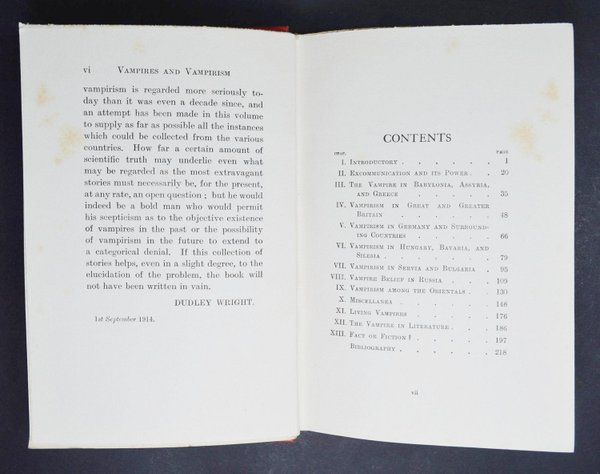 vi VAMPIRES AND VAMPIRISM
vampirism is regarded more seriously to-
day than it was even a decade since, and
an attempt has been made in this volume
to supply as far as possible all the instances
which could be collected from the various
countries. How far a certain amount of
scientific truth may underlie even what
may be regarded as the most extravagant
stories must necessarily be, for the present,
at any rate, an open question ; but he would
indeed be a bold man who would permit
his scepticism as to the objective existence
of vampires in the past or the possibility
of vampirism in the future to extend to
a categorical denial. If this collection of
stories helps, even in a slight degree, to the
elucidation of the problem, the book will
not have been written in vain.
DUDLEY WRIGHT.
1st September 1914.
CONTENTS
CHAP. PAGE
I. INTRODUCTORY . . . . . . 1
II. EXCOMMUNICATION AND ITS POWER . . 20
III. THE VAMPIRE IN BABYLONIA, ASSYRIA,
AND GREECE . . . . . 35
IV. VAMPIRISM IN GREAT AND GREATER
BRITAIN . . . . . . 48
V. VAMPIRISM IN GERMANY AND SURROUND-
ING COUNTRIES . . . . . 66
VI. VAMPIRISM IN HUNGARY, BAVARIA, AND
SILESIA . . . . . . 79
VII. VAMPIRISM IN SERVIA AND BULGARIA . 95
VIII. VAMPIRE BELIEF IN RUSSIA . . . 109
IX. VAMPIRISM AMONG THE ORIENTALS . . 130
X. MISCELLANEA . . . . . . 148
XI. LIVING VAMPIRES . . . . . 176
XII. THE VAMPIRE IN LITERATURE . . . 186
XIII. FACT OR FICTION ? . . . . . 197
BIBLIOGRAPHY . . . . . . 218
vii